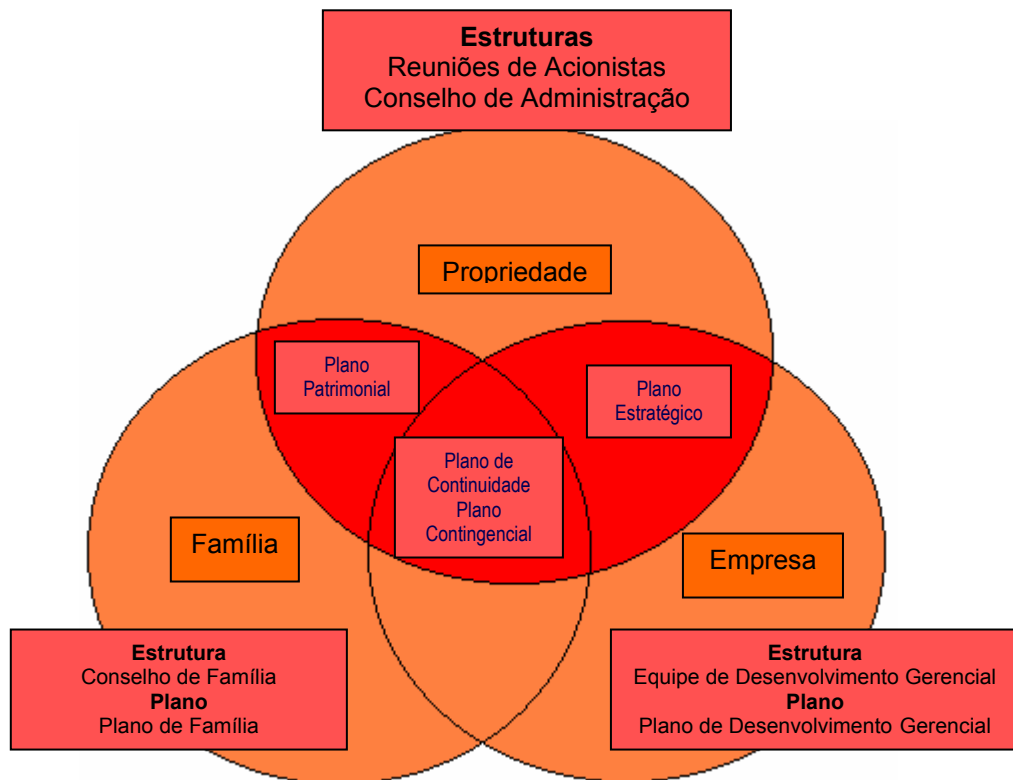 Estruturas
Reuniões de Acionistas
Conselho de Administração
Propriedade
Plano
Patrimonial
Plano
Estratégico
Plano de
Continuidade
Plano
Contingencial
Família
Empresa
Estrutura
Conselho de Família
Plano
Plano de Família
Estrutura
Equipe de Desenvolvimento Gerencial
Plano
Plano de Desenvolvimento Gerencial